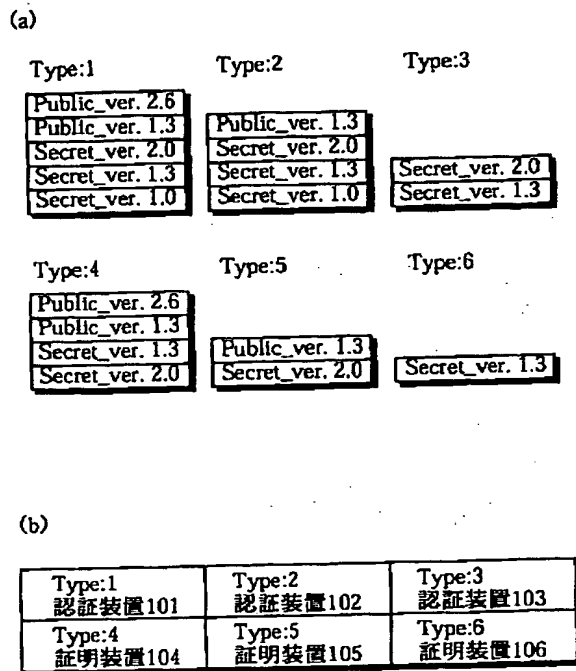 (a)
Type:1
Public_ver. 2.6
Public_ver. 1.3
Secret_ver. 2.0
Secret_ver. 1.3
Secret_ver. 1.0
Type:2
Public_ver. 1.3
Secret_ver. 2.0
Secret_ver. 1.3
Secret_ver. 1.0
Type:3
Secret_ver. 2.0
Secret_ver. 1.3
Type:4
Public_ver. 2.6
Public_ver. 1.3
Secret_ver. 1.3
Secret_ver. 2.0
Type:5
Public_ver. 1.3
Secret_ver. 2.0
Type:6
Secret_ver. 1.3
(b)
Type:1
認証装置101
Type:2
認証装置102
Type:3
認証装置103
Type:4
証明装置104
Type:5
証明装置105
Type:6
証明装置106